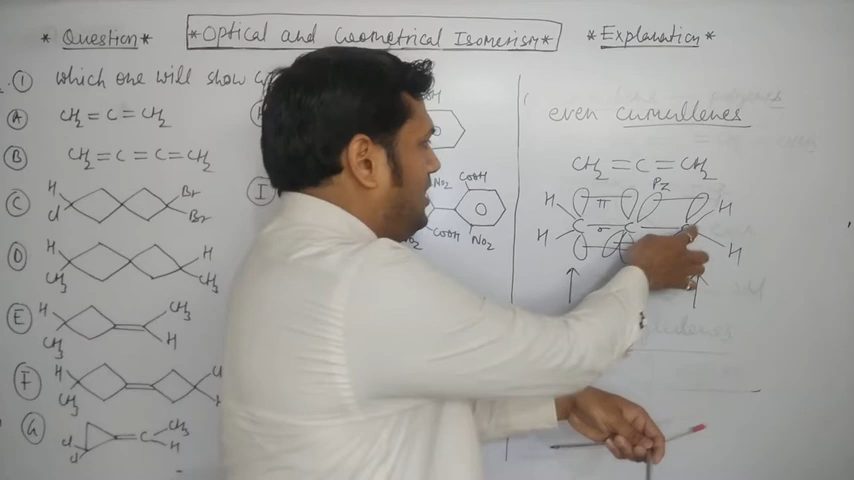 * Question *
*Optical and Geometrical Isomerism*
* Explanation *
① which one will show
Ⓐ CH2=C=CH2
Ⓑ CH2=C=C=CH2
Ⓒ H Cl Br Br
Ⓓ H CH3 H CH3
Ⓔ H CH3 CH3 H
Ⓕ H CH3
Ⓖ Cl Cl =C CH3 H
Ⓘ NO2 COOH COOH NO2
even cumullenes
CH2=C=CH2
Pz
H π H
C σ C
H H